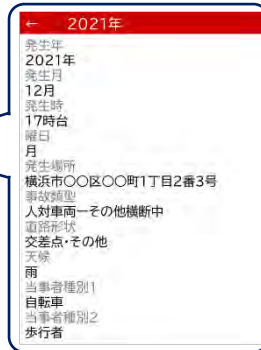 ← 2021年
発生年
2021年
発生月
12月
発生時
17時台
曜日
月
発生場所
横浜市〇〇区〇〇町1丁目2番3号
事故類型
人対車両ーその他横断中
道路形状
交差点・その他
天候
雨
当事者種別1
自転車
当事者種別2
歩行者